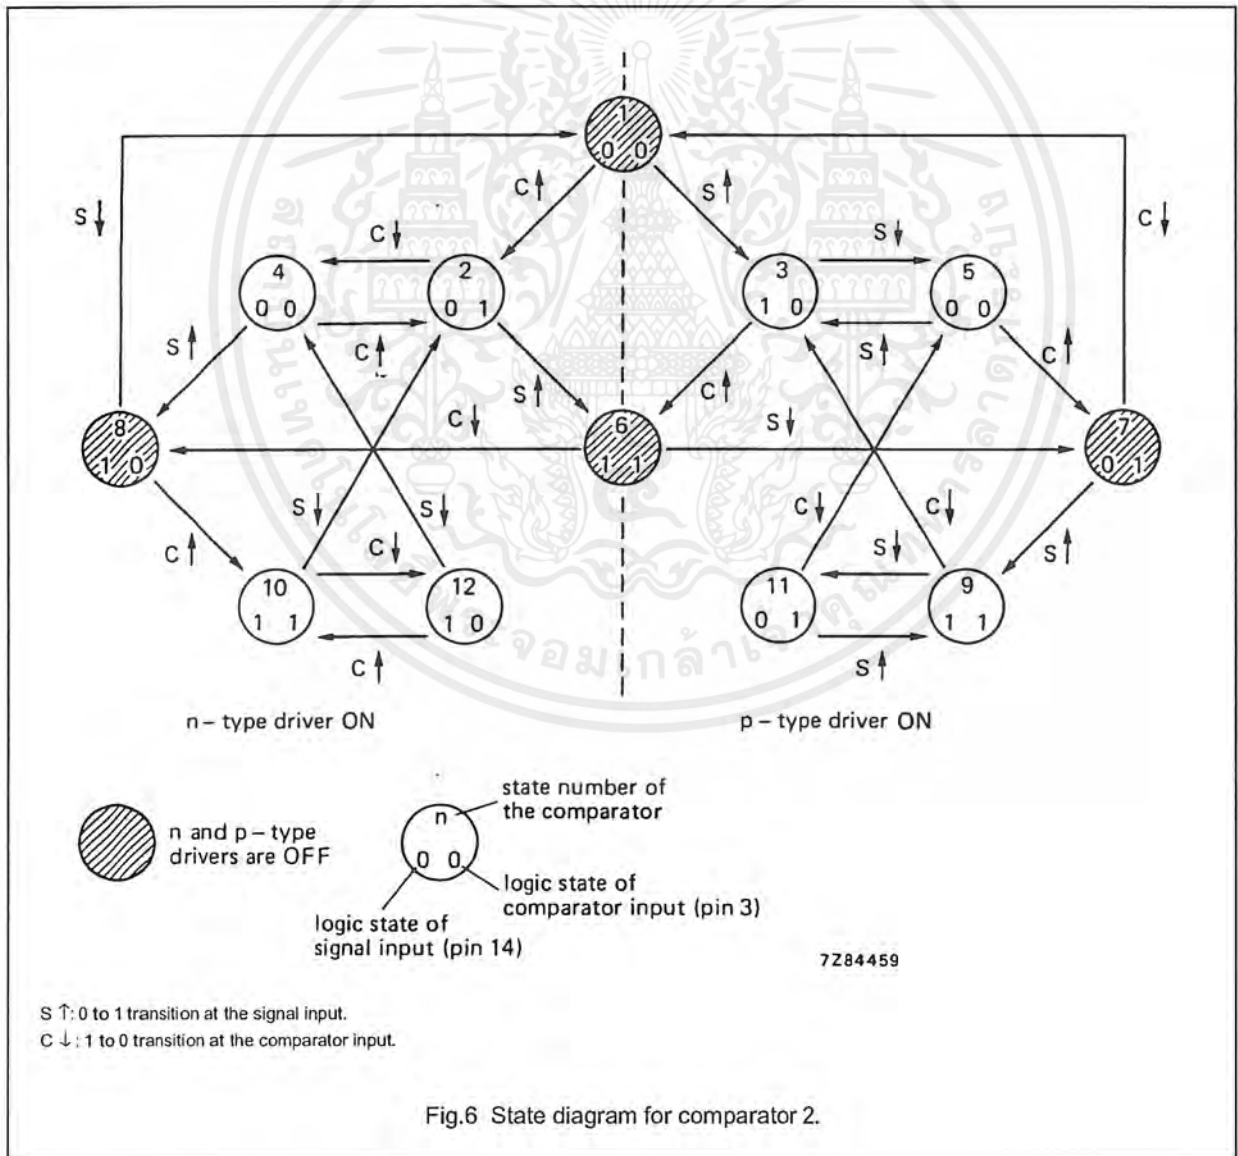 1
0 0
C↑
S↑
S↓
C↓
C↓
S↓
4
0 0
2
0 1
3
1 0
5
0 0
S↑
C↑
S↑
C↑
S↑
C↑
8
1 0
C↓
6
1 1
S↓
7
0 1
C↑
S↓
S↓
C↓
C↓
C↓
S↓
S↑
10
1 1
12
1 0
11
0 1
9
1 1
C↑
S↑
n – type driver ON
p – type driver ON
n and p – type
drivers are OFF
n
0 0
state number of
the comparator
logic state of
comparator input (pin 3)
logic state of
signal input (pin 14)
7Z84459
S ↑: 0 to 1 transition at the signal input.
C ↓: 1 to 0 transition at the comparator input.
Fig.6 State diagram for comparator 2.